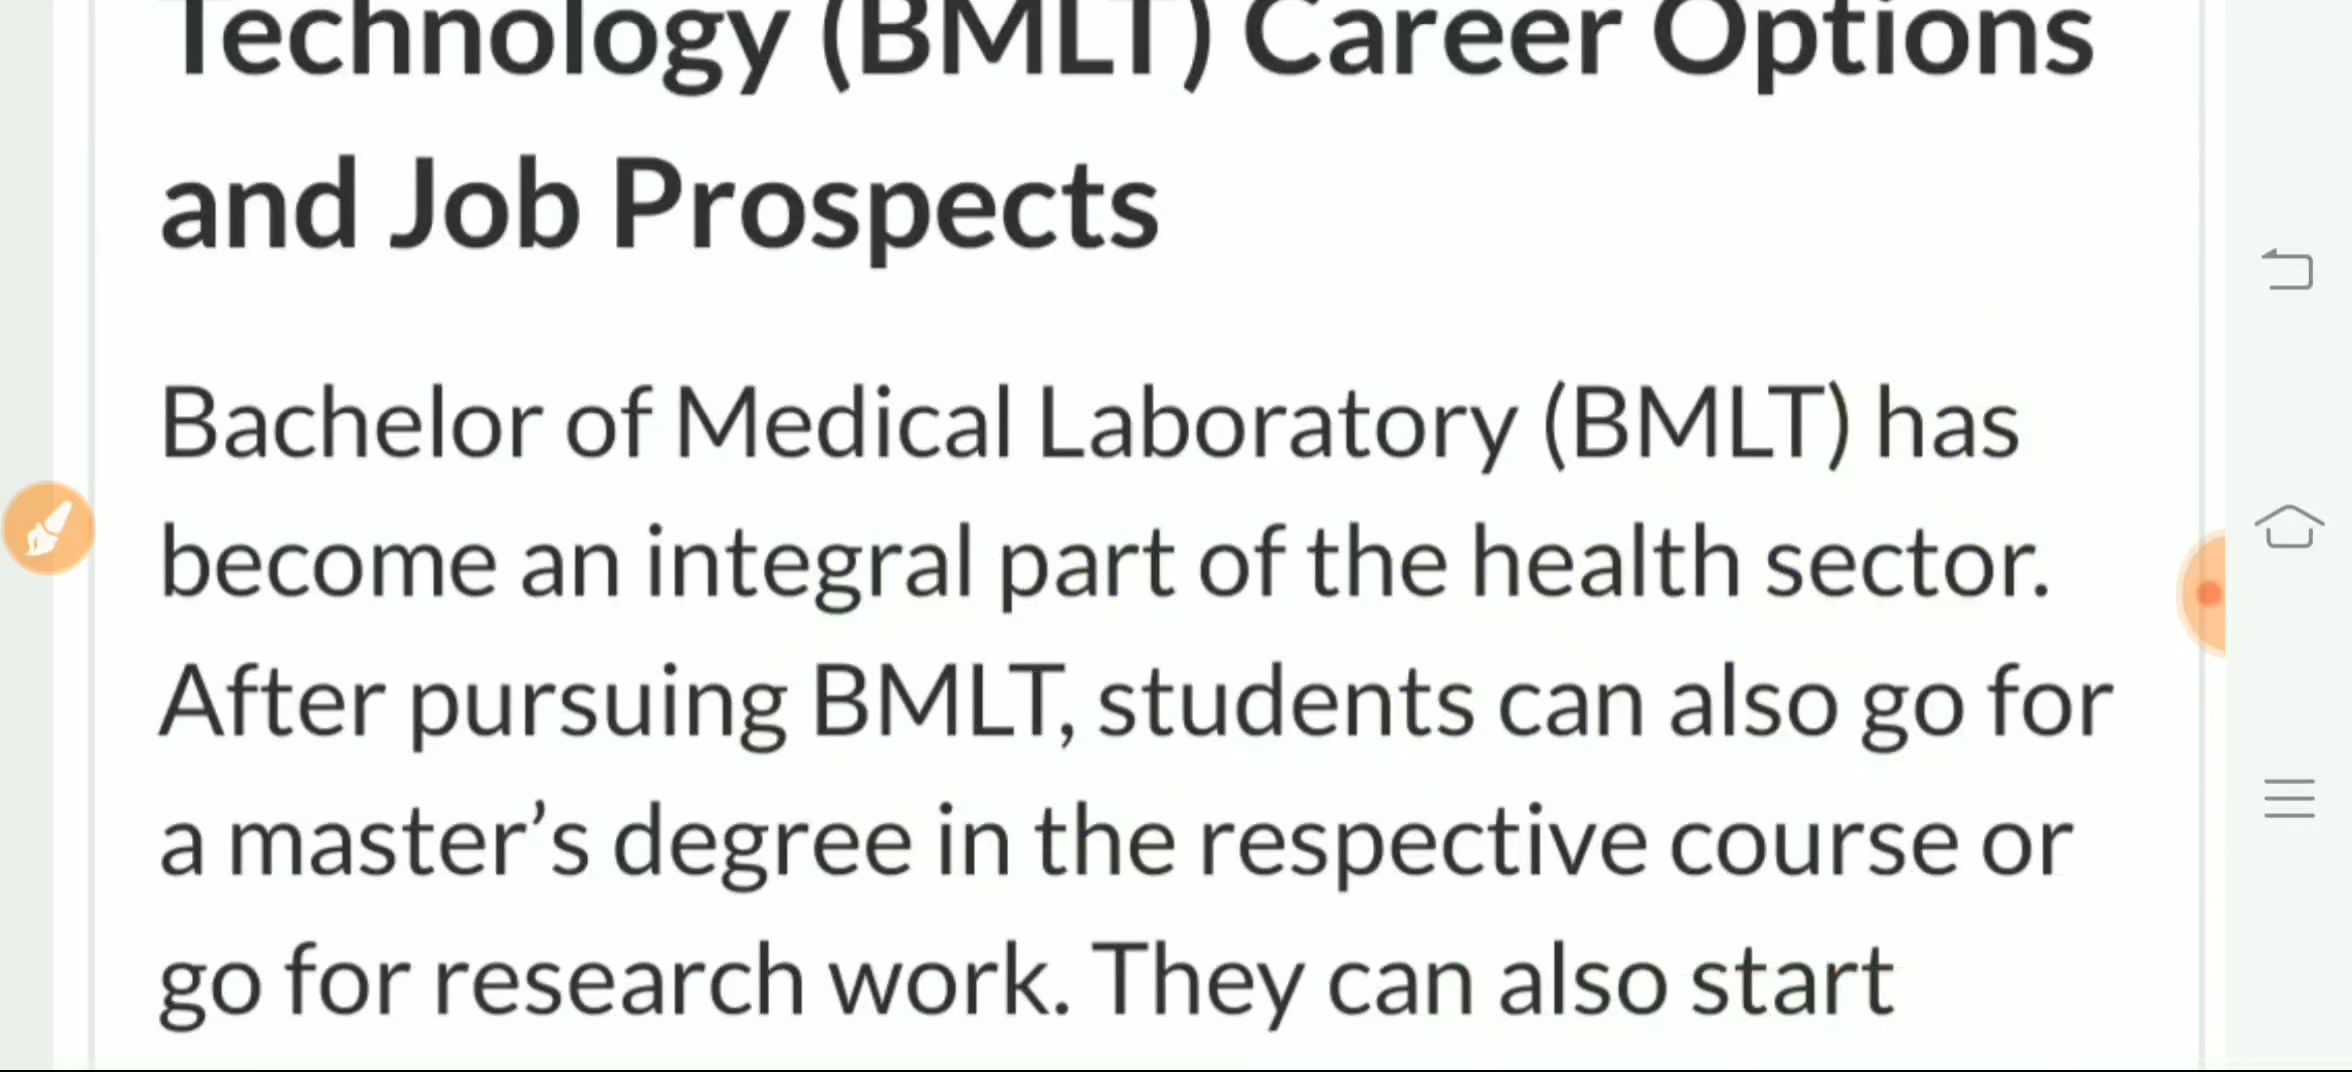 Technology (BMLT) Career Options
and Job Prospects
Bachelor of Medical Laboratory (BMLT) has
become an integral part of the health sector.
After pursuing BMLT, students can also go for
a master’s degree in the respective course or
go for research work. They can also start